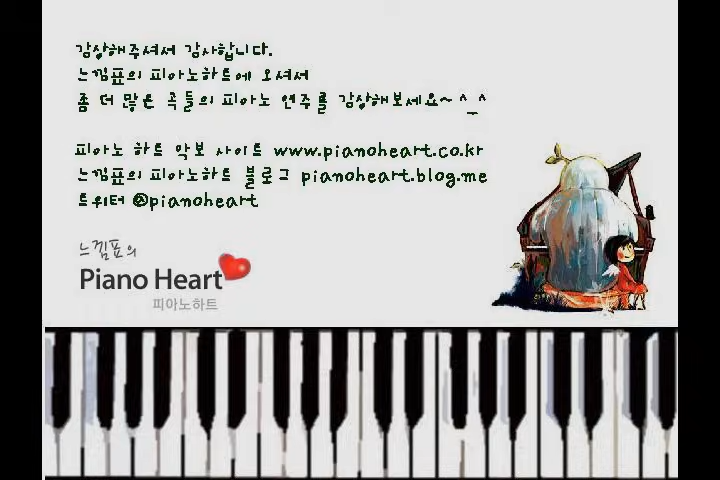 감상해주셔서 감사합니다.
느낌표의 피아노하트에 오셔서
좀 더 많은 곡들의 피아노 연주를 감상해보세요~ ^_^
피아노 하트 악보 사이트 www.pianoheart.co.kr
느낌표의 피아노하트 블로그 pianoheart.blog.me
트위터 @pianoheart
느낌표의
Piano Heart
피아노하트